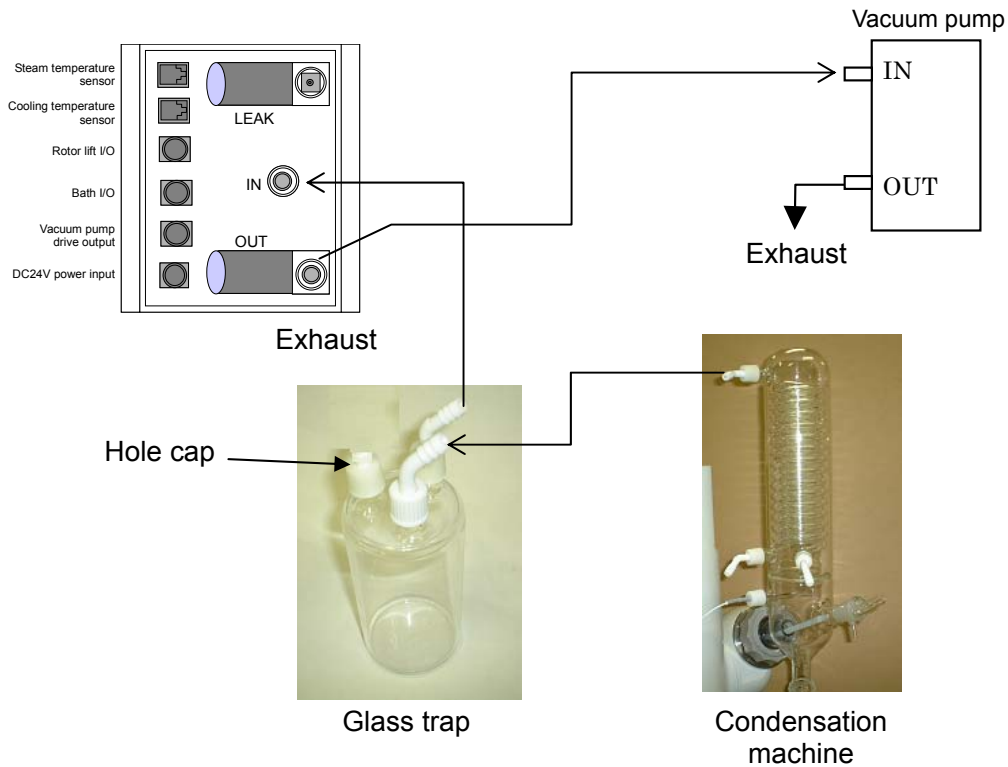 Vacuum pump
IN
OUT
Exhaust
Steam temperature
sensor
Cooling temperature
sensor
Rotor lift I/O
Bath I/O
Vacuum pump
drive output
DC24V power input
LEAK
IN
OUT
Exhaust
Hole cap
Glass trap
Condensation
machine